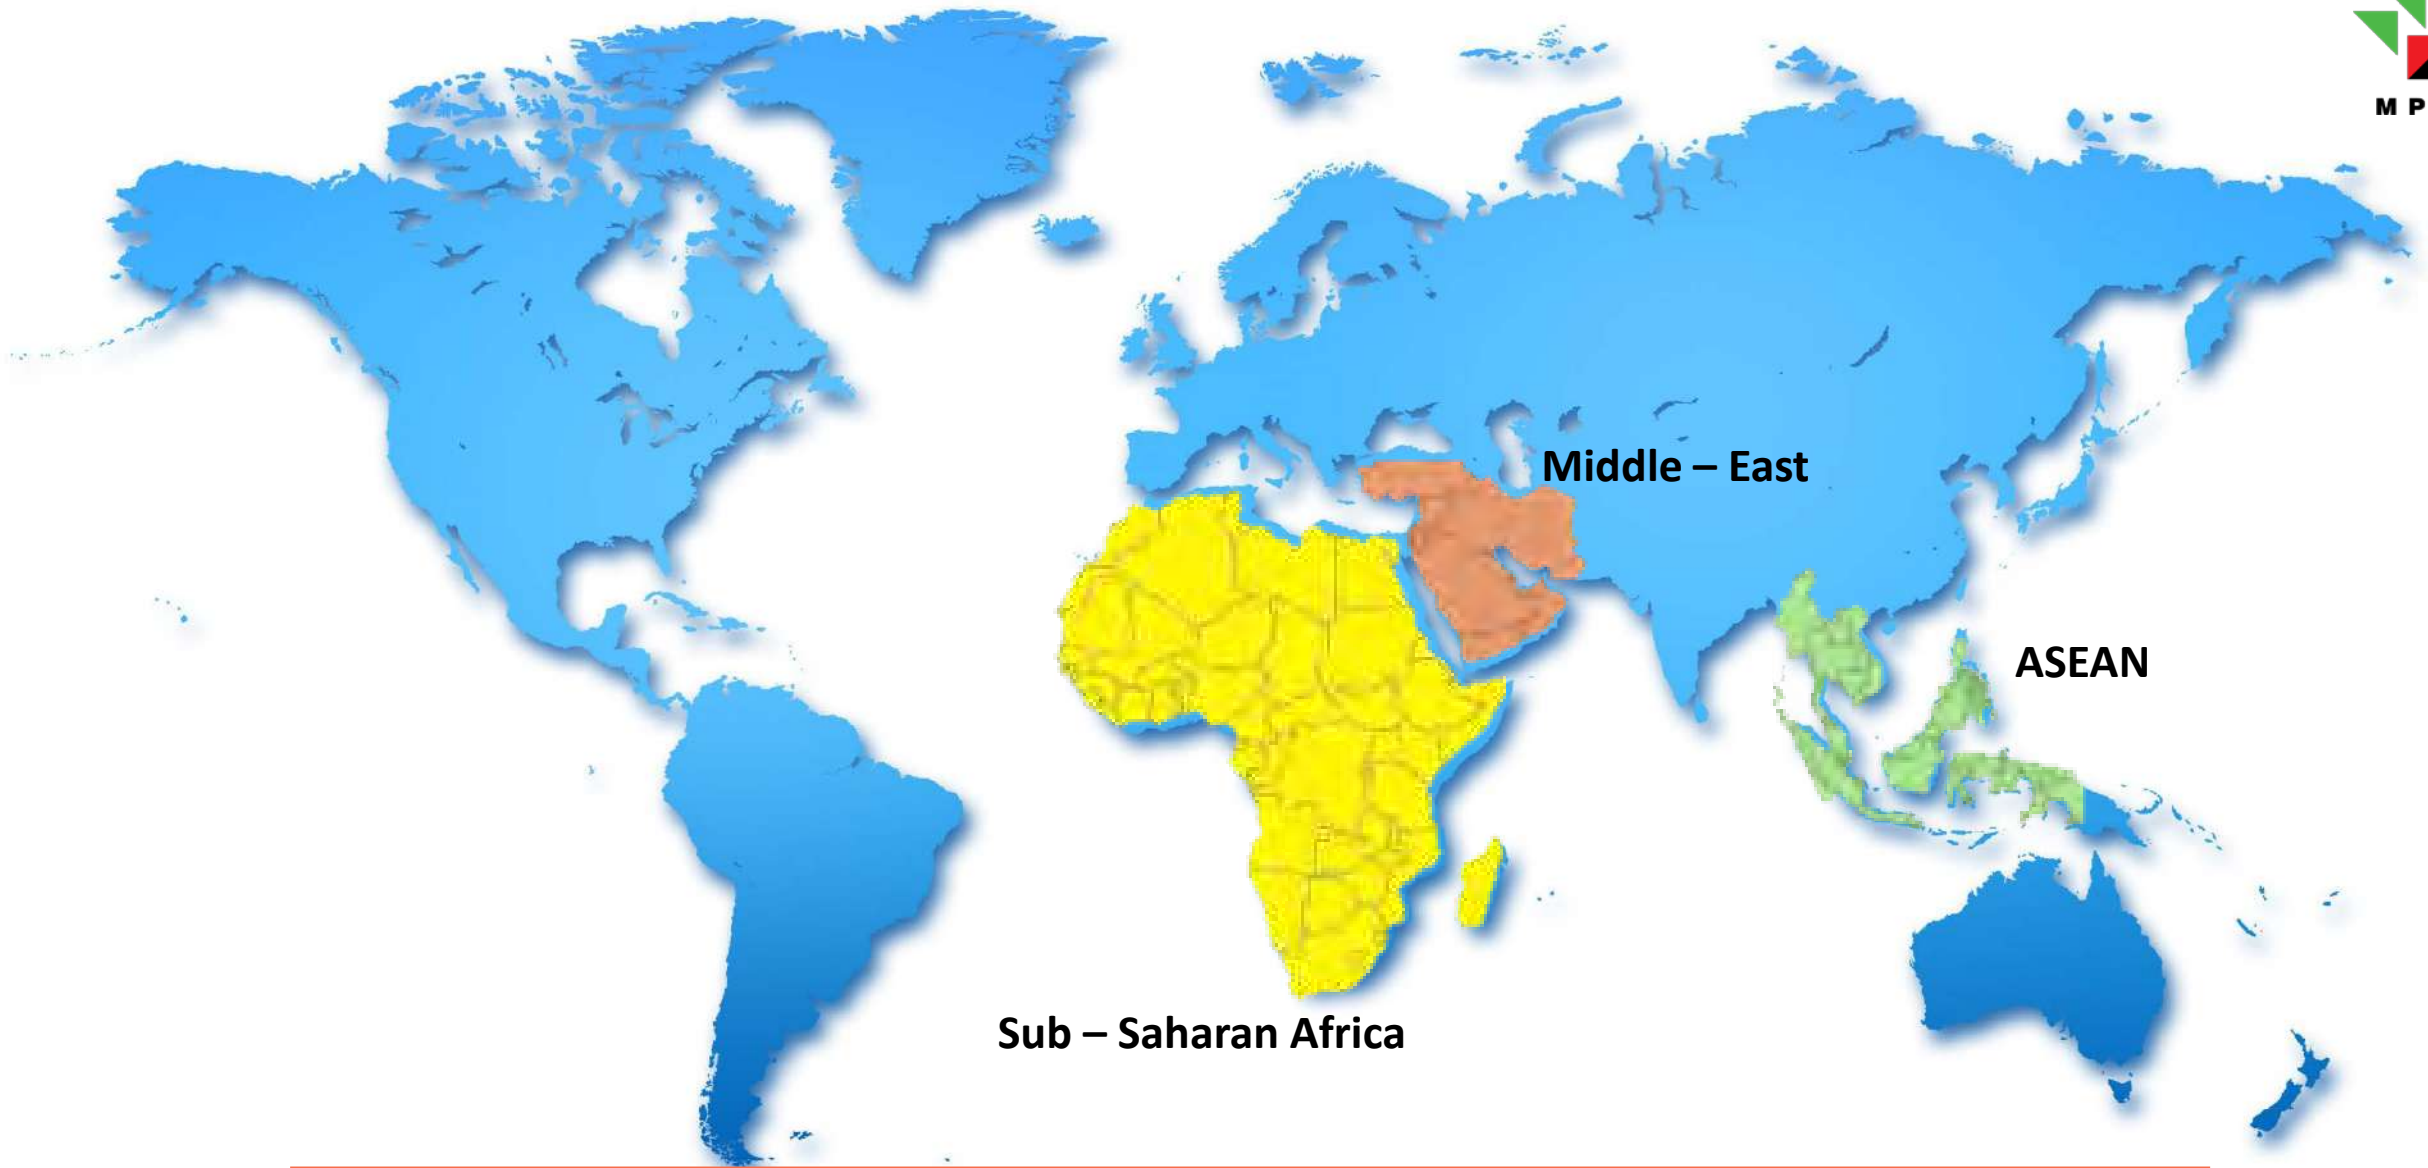 M P
Middle – East
ASEAN
Sub – Saharan Africa